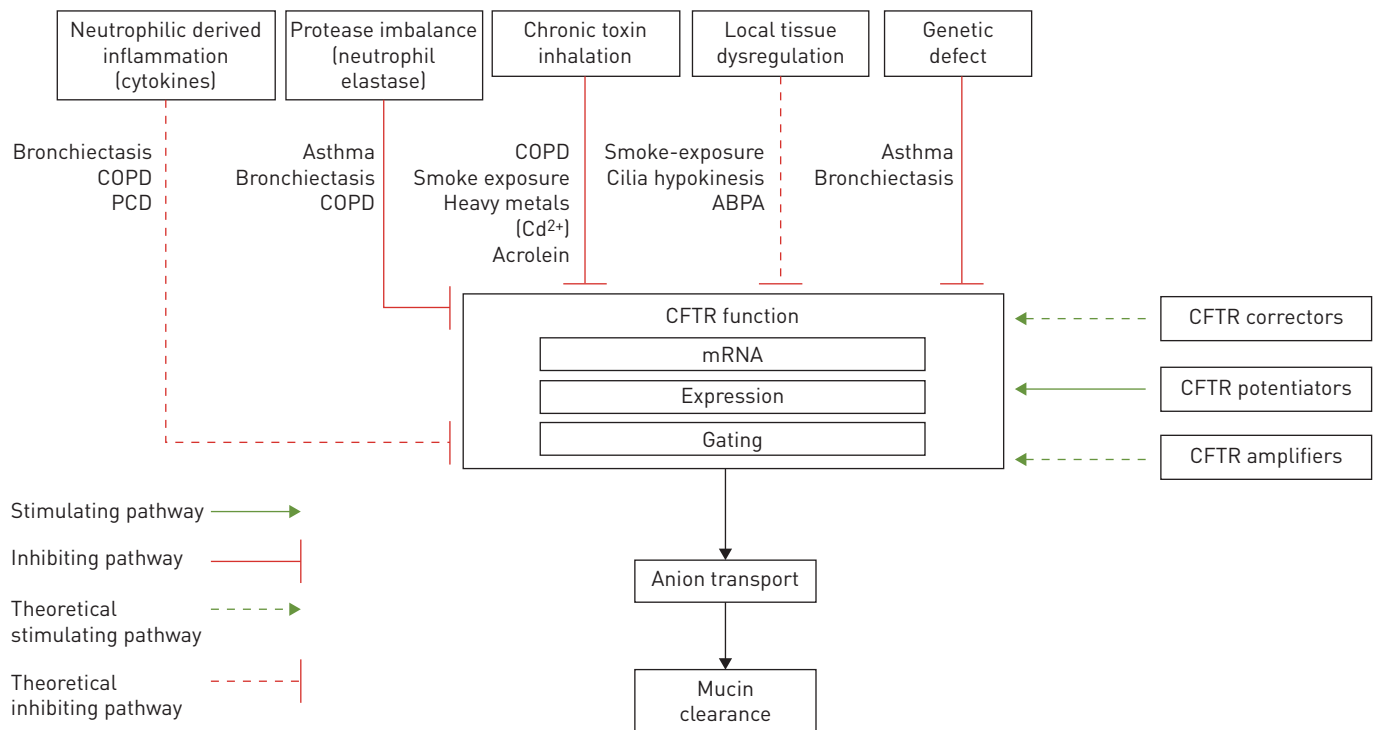 Neutrophilic derived
inflammation
(cytokines)
Protease imbalance
(neutrophil
elastase)
Chronic toxin
inhalation
Local tissue
dysregulation
Genetic
defect
Bronchiectasis
COPD
PCD
Asthma
Bronchiectasis
COPD
COPD
Smoke exposure
Heavy metals
(Cd²⁺)
Acrolein
Smoke-exposure
Cilia hypokinesis
ABPA
Asthma
Bronchiectasis
CFTR function
mRNA
Expression
Gating
CFTR correctors
CFTR potentiators
CFTR amplifiers
Stimulating pathway
Inhibiting pathway
Theoretical
stimulating pathway
Theoretical
inhibiting pathway
Anion transport
Mucin
clearance